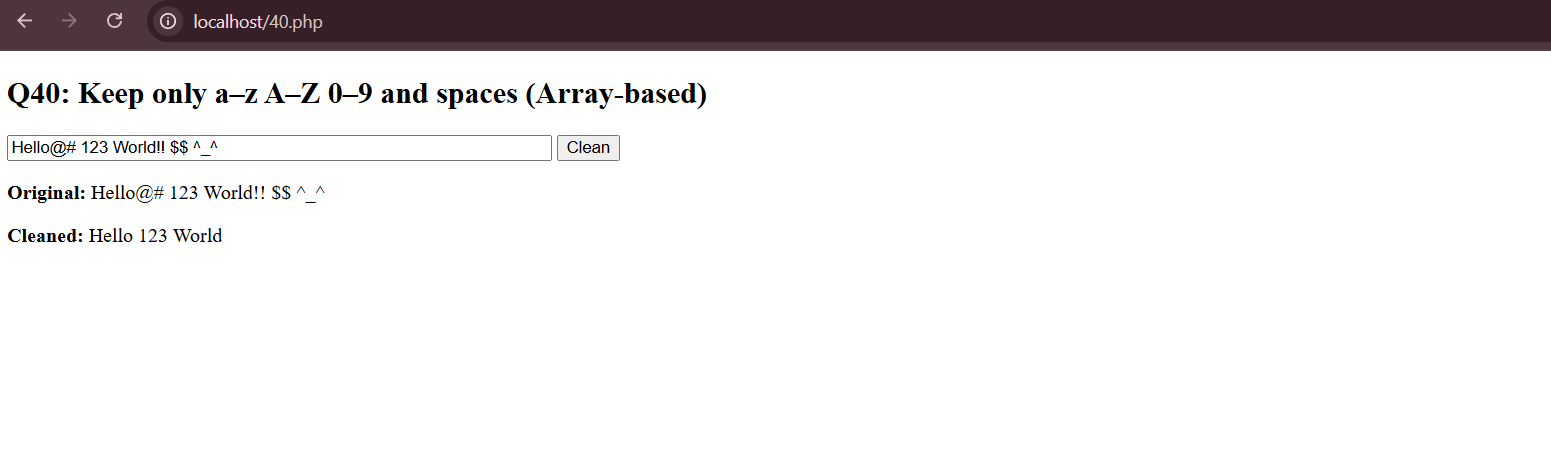 localhost/40.php
Q40: Keep only a–z A–Z 0–9 and spaces (Array-based)
Hello@# 123 World!! $$ ^_^ Clean
Original: Hello@# 123 World!! $$ ^_^
Cleaned: Hello 123 World